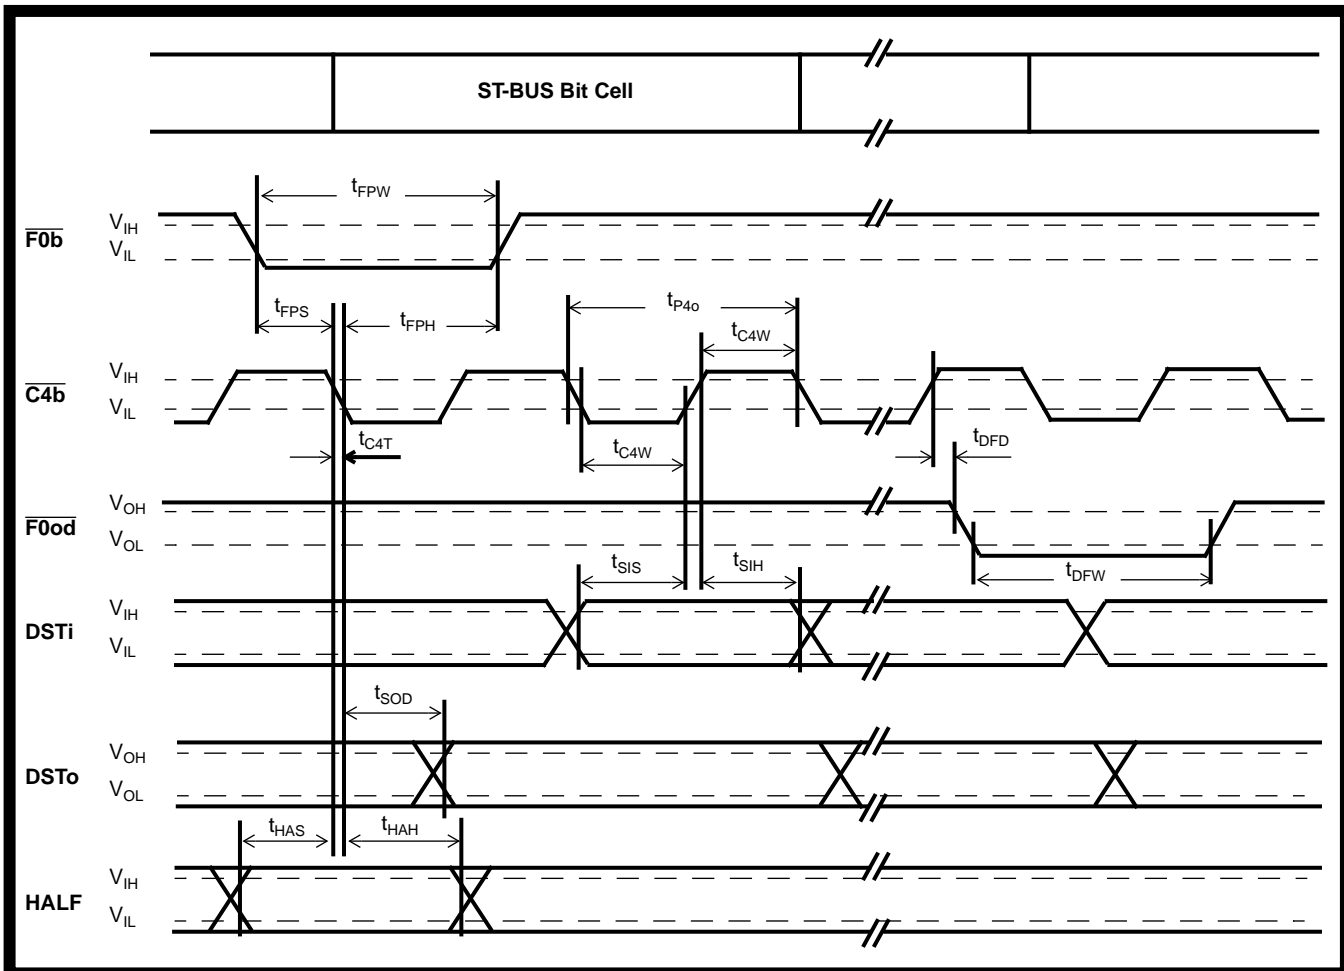 ST-BUS Bit Cell
tFPW
F0b
VIH
VIL
tFPS
tFPH
tP4o
tC4W
C4b
VIH
VIL
tC4T
tC4W
tDFD
F0od
VOH
VOL
tSIS
tSIH
tDFW
DSTi
VIH
VIL
tSOD
DSTo
VOH
VOL
tHAS
tHAH
HALF
VIH
VIL